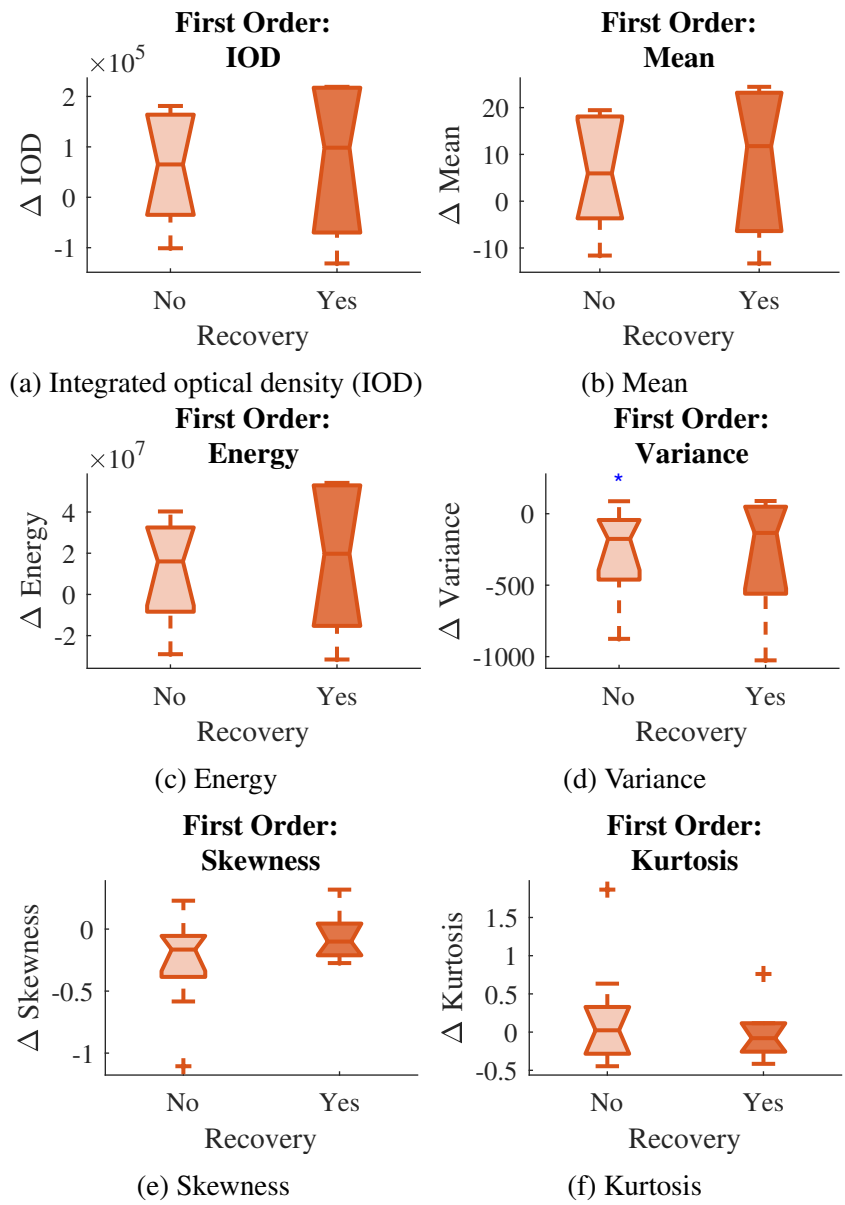 First Order:
IOD
×10^5
2
1
0
-1
Δ IOD
No
Yes
Recovery
(a) Integrated optical density (IOD)
First Order:
Mean
20
10
0
-10
Δ Mean
No
Yes
Recovery
(b) Mean
First Order:
Energy
×10^7
4
2
0
-2
Δ Energy
No
Yes
Recovery
(c) Energy
First Order:
Variance
*
0
-500
-1000
Δ Variance
No
Yes
Recovery
(d) Variance
First Order:
Skewness
0
-0.5
-1
Δ Skewness
No
Yes
Recovery
(e) Skewness
First Order:
Kurtosis
1.5
1
0.5
0
-0.5
Δ Kurtosis
No
Yes
Recovery
(f) Kurtosis